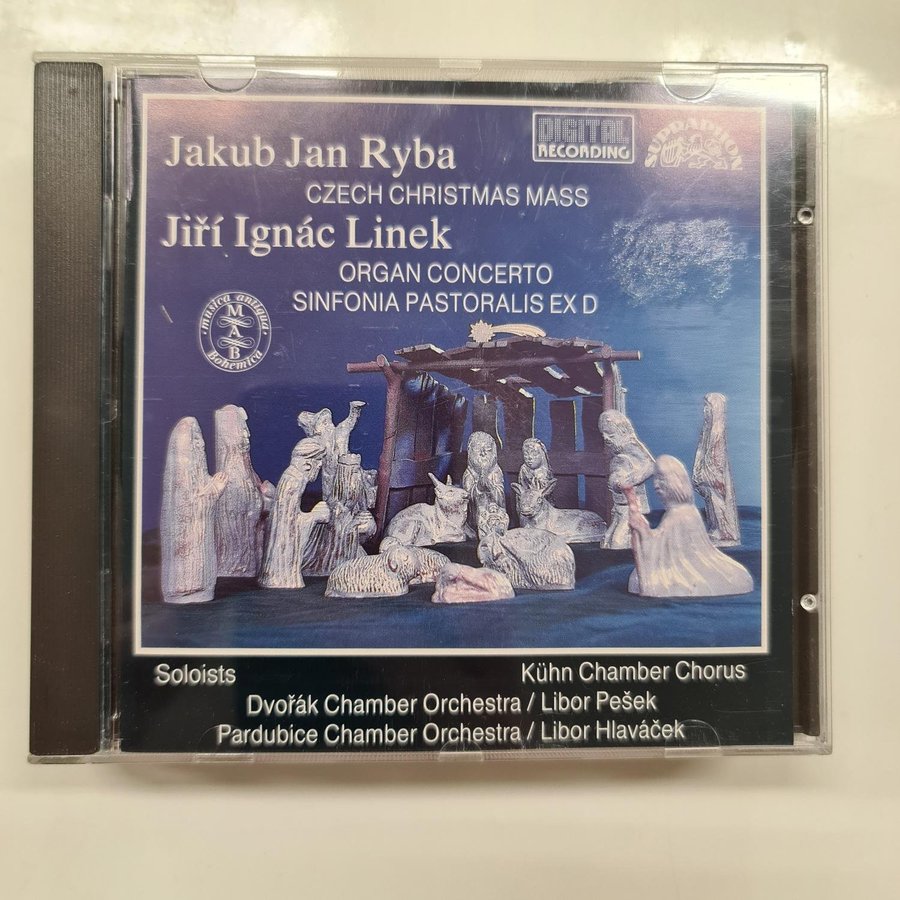 Jakub Jan Ryba
CZECH CHRISTMAS MASS
Jiří Ignác Linek
ORGAN CONCERTO
SINFONIA PASTORALIS EX D
DIGITAL
RECORDING
SUPRAPHON
musica antiqua
M
A
B
Bohemica
Soloists
Kühn Chamber Chorus
Dvořák Chamber Orchestra / Libor Pešek
Pardubice Chamber Orchestra / Libor Hlaváček